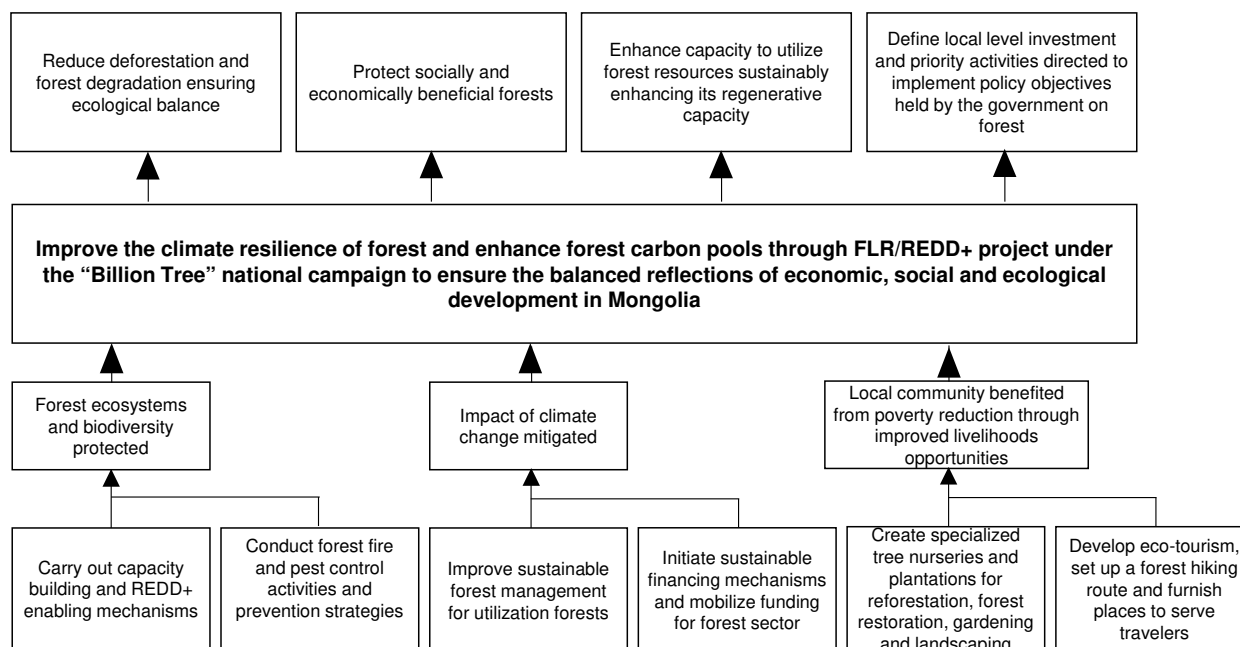 Reduce deforestation and
forest degradation ensuring
ecological balance
Protect socially and
economically beneficial forests
Enhance capacity to utilize
forest resources sustainably
enhancing its regenerative
capacity
Define local level investment
and priority activities directed to
implement policy objectives
held by the government on
forest
Improve the climate resilience of forest and enhance forest carbon pools through FLR/REDD+ project under
the “Billion Tree” national campaign to ensure the balanced reflections of economic, social and ecological
development in Mongolia
Forest ecosystems
and biodiversity
protected
Impact of climate
change mitigated
Local community benefited
from poverty reduction through
improved livelihoods
opportunities
Carry out capacity
building and REDD+
enabling mechanisms
Conduct forest fire
and pest control
activities and
prevention strategies
Improve sustainable
forest management
for utilization forests
Initiate sustainable
financing mechanisms
and mobilize funding
for forest sector
Create specialized
tree nurseries and
plantations for
reforestation, forest
restoration, gardening
and landscaping
Develop eco-tourism,
set up a forest hiking
route and furnish
places to serve
travelers